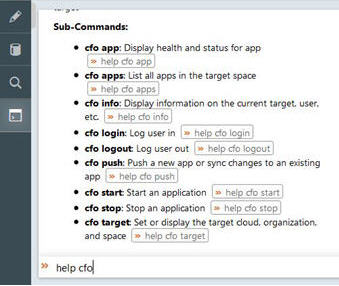 target
Sub-Commands:
cfo app: Display health and status for app
» help cfo app
cfo apps: List all apps in the target space
» help cfo apps
cfo info: Display information on the current target, user,
etc. » help cfo info
cfo login: Log user in » help cfo login
cfo logout: Log user out » help cfo logout
cfo push: Push a new app or sync changes to an existing
app » help cfo push
cfo start: Start an application » help cfo start
cfo stop: Stop an application » help cfo stop
cfo target: Set or display the target cloud, organization,
and space » help cfo target
» help cfo